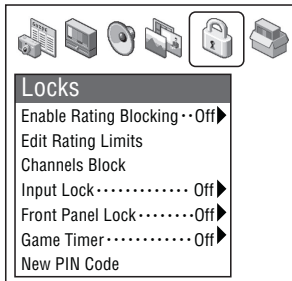 Locks
Enable Rating Blocking ·· Off
Edit Rating Limits
Channels Block
Input Lock ············· Off
Front Panel Lock ········ Off
Game Timer ············ Off
New PIN Code